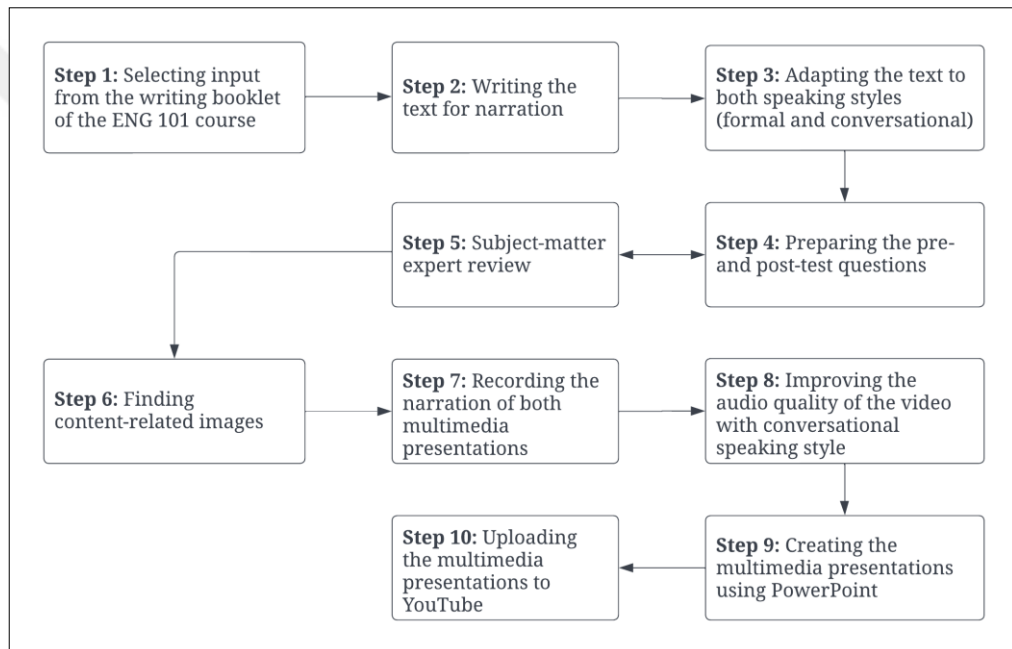 Step 1: Selecting input
from the writing booklet
of the ENG 101 course
Step 2: Writing the
text for narration
Step 3: Adapting the text to
both speaking styles
(formal and conversational)
Step 4: Preparing the pre-
and post-test questions
Step 5: Subject-matter
expert review
Step 6: Finding
content-related images
Step 7: Recording the
narration of both
multimedia
presentations
Step 8: Improving the
audio quality of the video
with conversational
speaking style
Step 9: Creating the
multimedia presentations
using PowerPoint
Step 10: Uploading
the multimedia
presentations to
YouTube